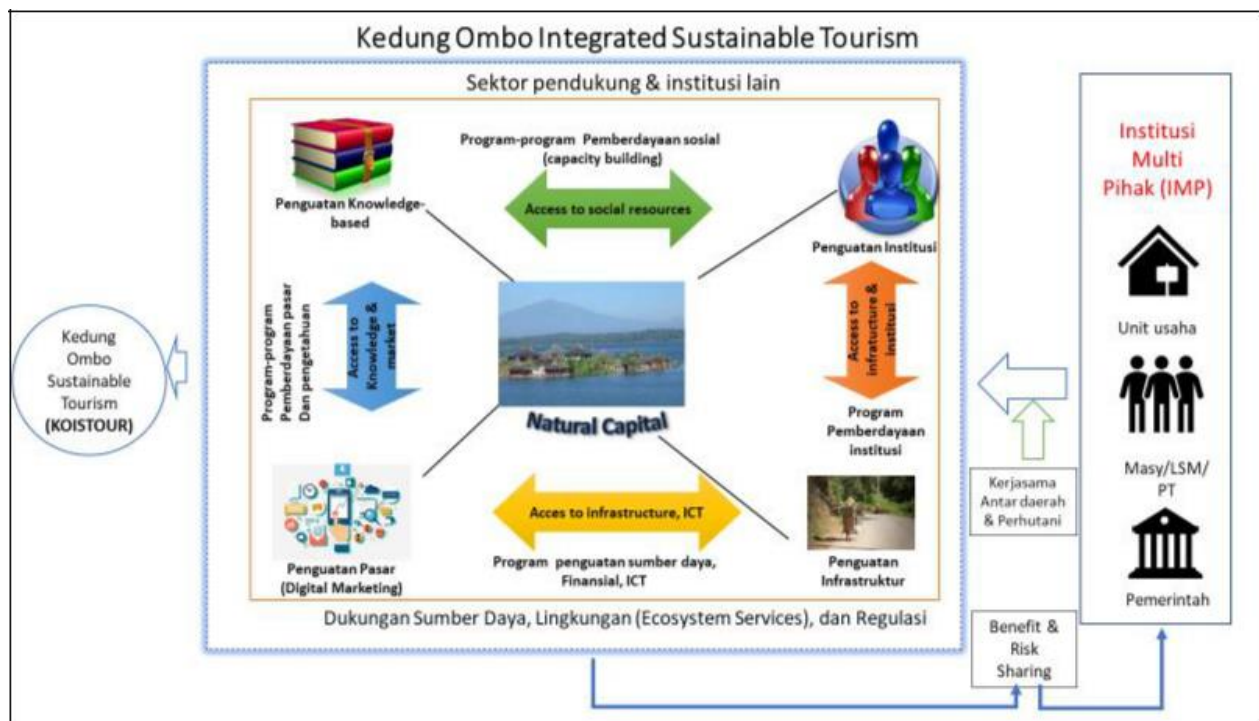 Kedung Ombo Integrated Sustainable Tourism
Sektor pendukung & institusi lain
Program-program Pemberdayaan sosial
(capacity building)
Access to social resources
Penguatan Knowledge-
based
Penguatan Institusi
Program-program
Pemberdayaan pasar
Dan pengetahuan
Access to
Knowledge &
market
Natural Capital
Access to
infratucture &
institusi
Program
Pemberdayaan
institusi
Acces to infrastructure, ICT
Program penguatan sumber daya,
Finansial, ICT
Penguatan Pasar
(Digital Marketing)
Penguatan
Infrastruktur
Dukungan Sumber Daya, Lingkungan (Ecosystem Services), dan Regulasi
Kedung
Ombo
Sustainable
Tourism
(KOISTOUR)
Kerjasama
Antar daerah
& Perhutani
Benefit &
Risk
Sharing
Institusi
Multi
Pihak (IMP)
Unit usaha
Masy/LSM/
PT
Pemerintah